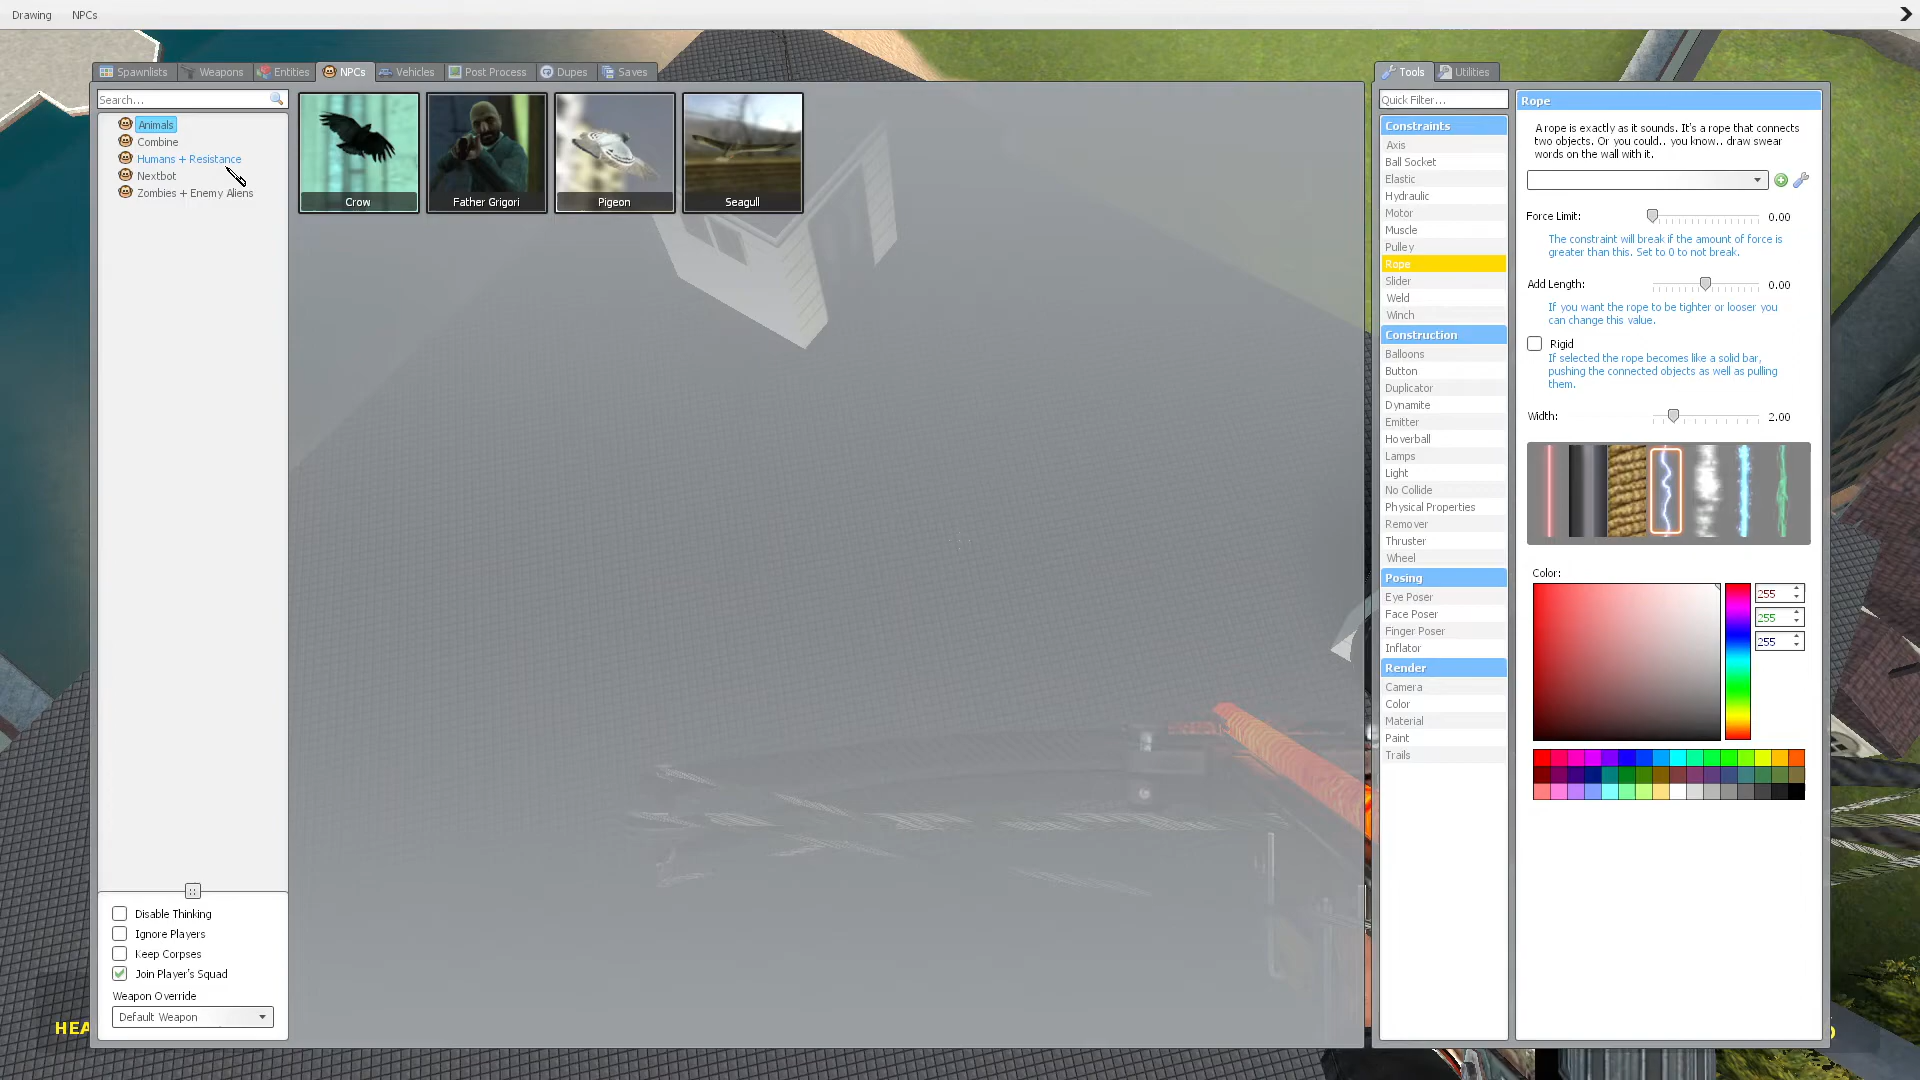 Drawing NPCs
Spawnlists Weapons Entities NPCs Vehicles Post Process Dupes Saves
Search...
Animals
Combine
Humans + Resistance
Nextbot
Zombies + Enemy Aliens
Crow
Father Grigori
Pigeon
Seagull
Disable Thinking
Ignore Players
Keep Corpses
Join Player's Squad
Weapon Override
Default Weapon
HEA
Tools Utilities
Quick Filter...
Constraints
Axis
Ball Socket
Elastic
Hydraulic
Motor
Muscle
Pulley
Rope
Slider
Weld
Winch
Construction
Balloons
Button
Duplicator
Dynamite
Emitter
Hoverball
Lamps
Light
No Collide
Physical Properties
Remover
Thruster
Wheel
Posing
Eye Poser
Face Poser
Finger Poser
Inflator
Render
Camera
Color
Material
Paint
Trails
Rope
A rope is exactly as it sounds. It's a rope that connects
two objects. Or you could.. you know.. draw swear
words on the wall with it.
Force Limit: 0.00
The constraint will break if the amount of force is
greater than this. Set to 0 to not break.
Add Length: 0.00
If you want the rope to be tighter or looser you
can change this value.
Rigid
If selected the rope becomes like a solid bar,
pushing the connected objects as well as pulling
them.
Width: 2.00
Color:
255
255
255